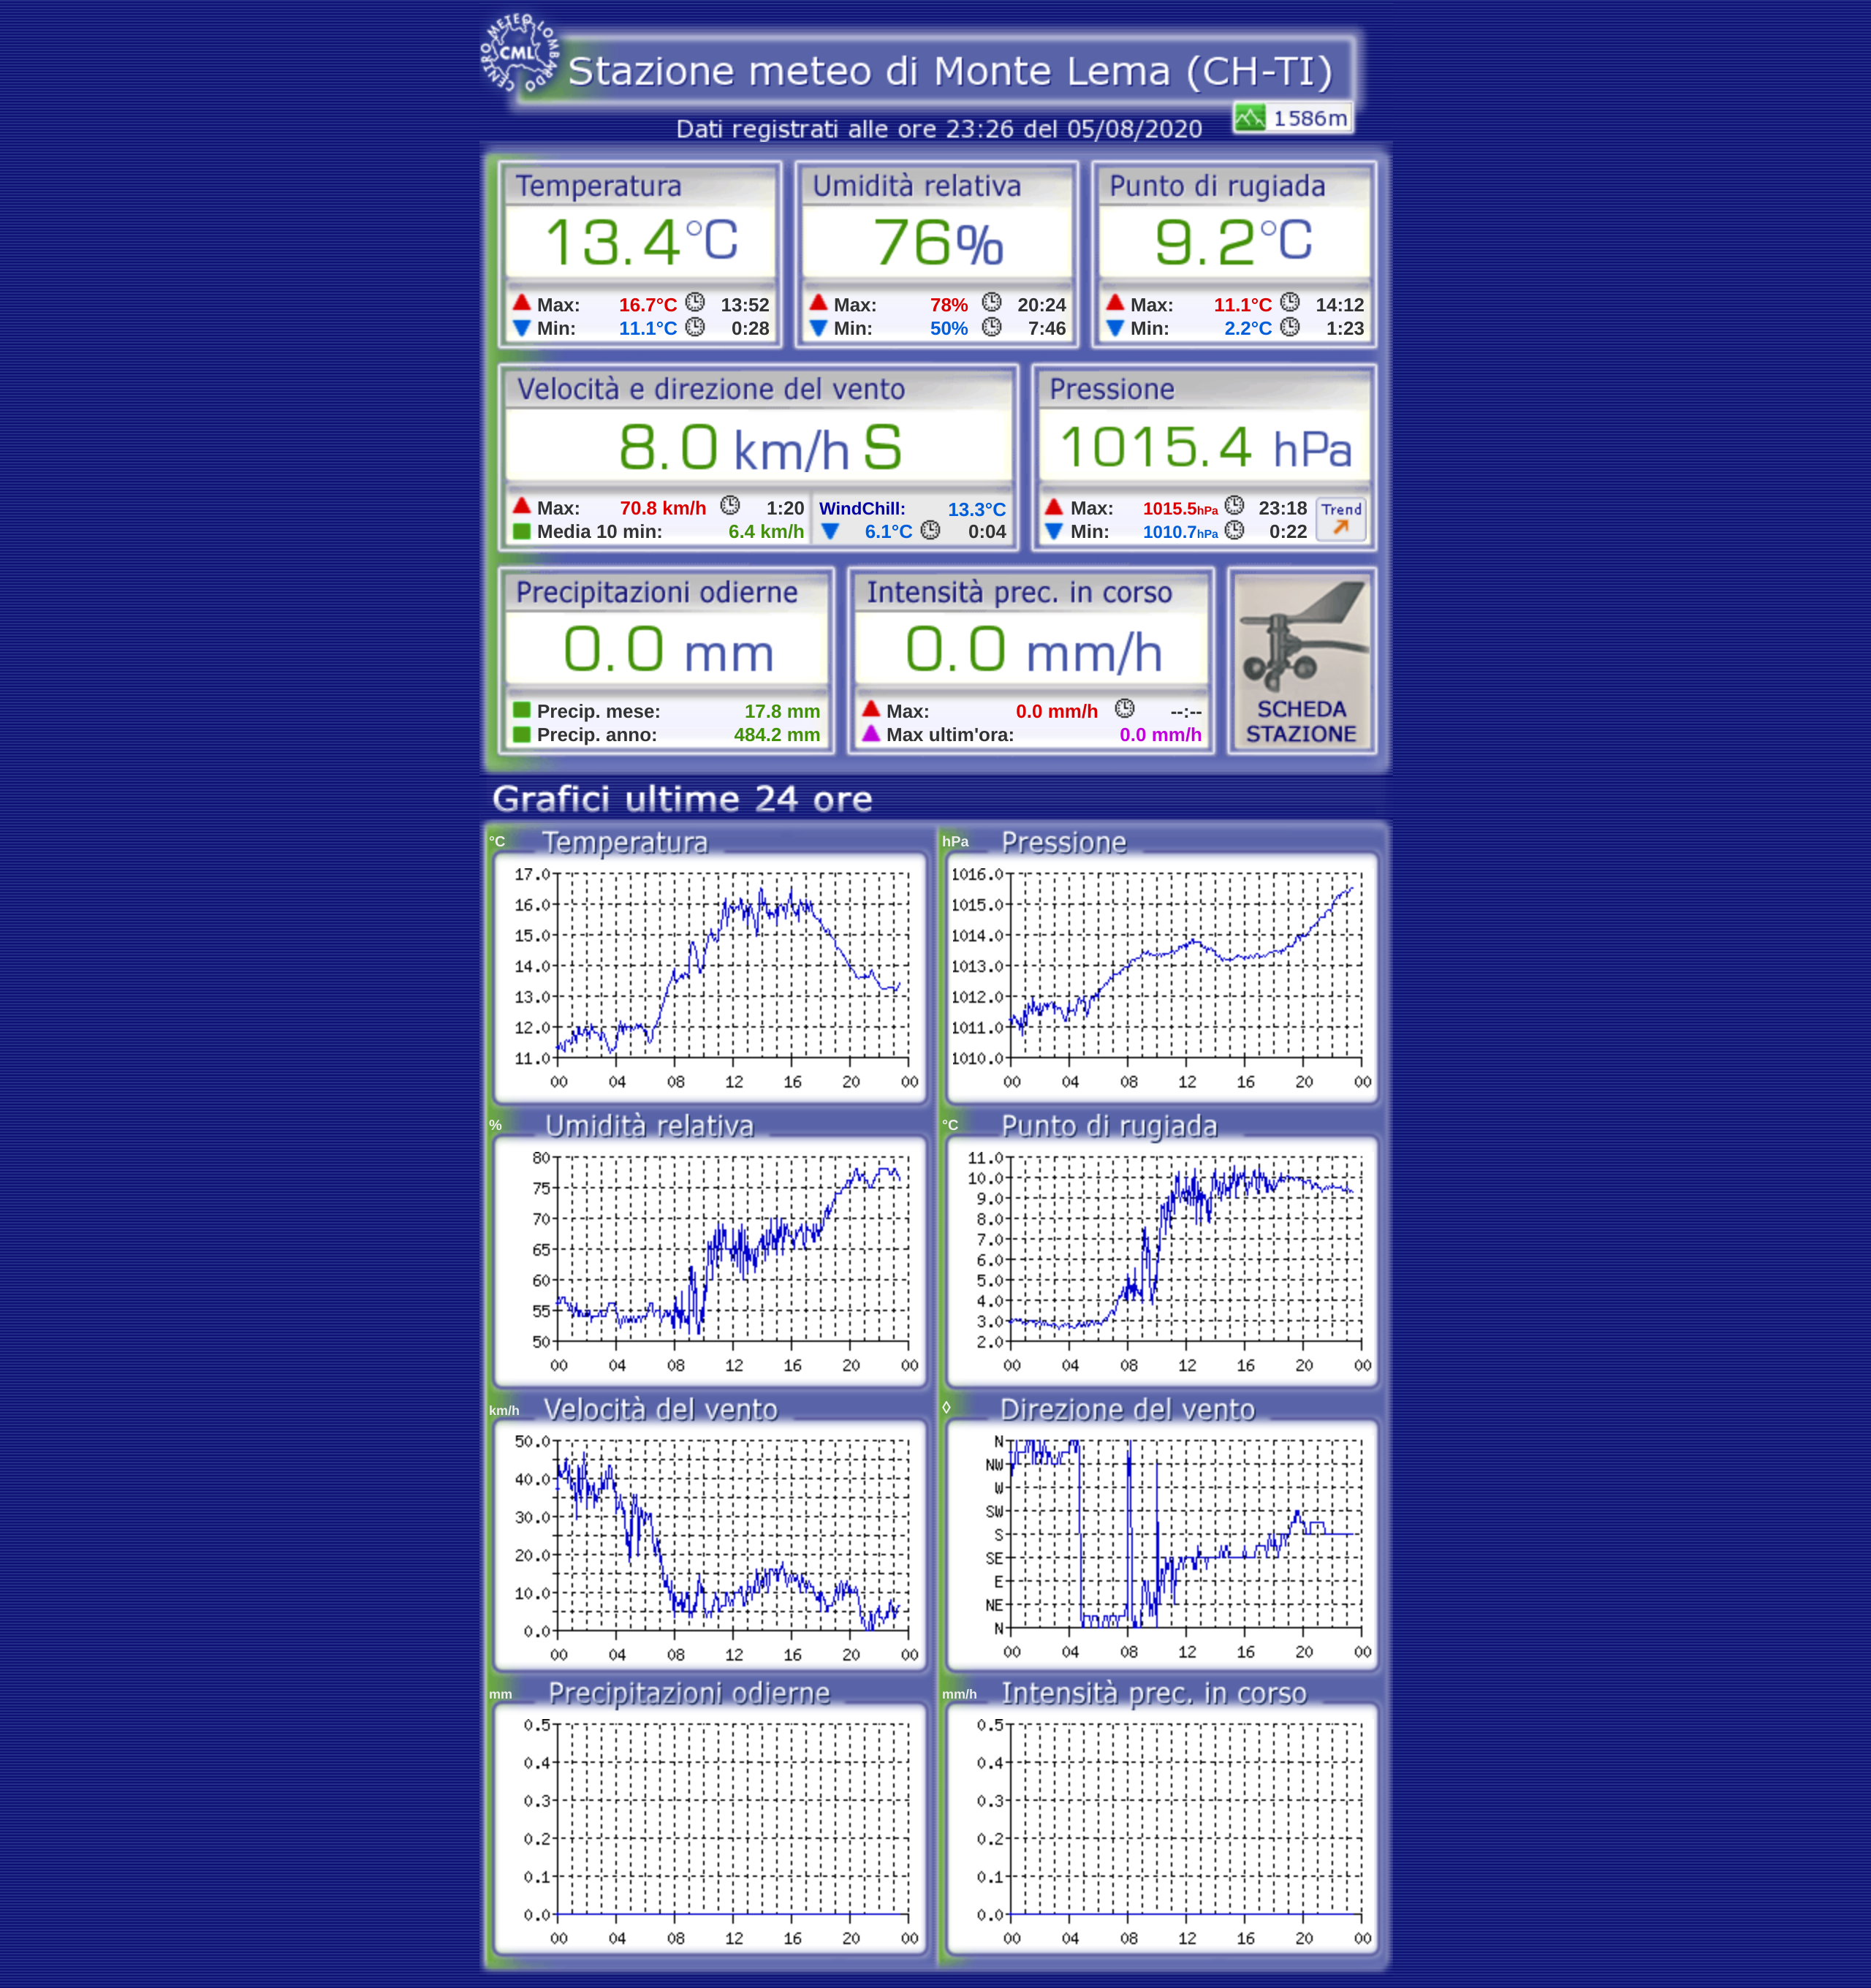 CENTRO METEO LOMBARDO
CML
Stazione meteo di Monte Lema (CH-TI)
1586m
Dati registrati alle ore 23:26 del 05/08/2020
Temperatura Umidità relativa Punto di rugiada
13.4°C 76% 9.2°C
Max: 16.7°C 13:52 Max: 78% 20:24 Max: 11.1°C 14:12
Min: 11.1°C 0:28 Min: 50% 7:46 Min: 2.2°C 1:23
Velocità e direzione del vento Pressione
8.0 km/h S 1015.4 hPa
Max: 70.8 km/h 1:20 WindChill: 13.3°C Max: 1015.5hPa 23:18 Trend
Media 10 min: 6.4 km/h 6.1°C 0:04 Min: 1010.7hPa 0:22
Precipitazioni odierne Intensità prec. in corso
0.0 mm 0.0 mm/h
Precip. mese: 17.8 mm Max: 0.0 mm/h --:-- SCHEDA
Precip. anno: 484.2 mm Max ultim'ora: 0.0 mm/h STAZIONE
Grafici ultime 24 ore
°C Temperatura
17.0
16.0
15.0
14.0
13.0
12.0
11.0
00 04 08 12 16 20 00
hPa Pressione
1016.0
1015.0
1014.0
1013.0
1012.0
1011.0
1010.0
00 04 08 12 16 20 00
% Umidità relativa
80
75
70
65
60
55
50
00 04 08 12 16 20 00
°C Punto di rugiada
11.0
10.0
9.0
8.0
7.0
6.0
5.0
4.0
3.0
2.0
00 04 08 12 16 20 00
km/h Velocità del vento
50.0
40.0
30.0
20.0
10.0
0.0
00 04 08 12 16 20 00
◊ Direzione del vento
N
NW
W
SW
S
SE
E
NE
N
00 04 08 12 16 20 00
mm Precipitazioni odierne
0.5
0.4
0.3
0.2
0.1
0.0
00 04 08 12 16 20 00
mm/h Intensità prec. in corso
0.5
0.4
0.3
0.2
0.1
0.0
00 04 08 12 16 20 00